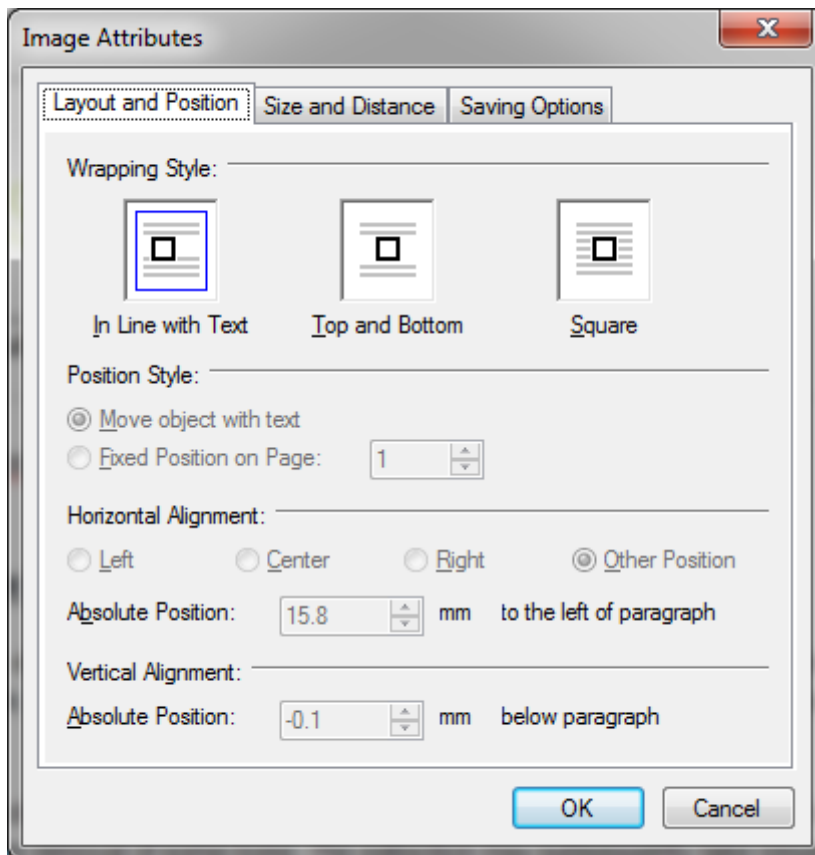 Image Attributes
Layout and Position Size and Distance Saving Options
Wrapping Style:
In Line with Text Top and Bottom Square
Position Style:
Move object with text
Fixed Position on Page: 1
Horizontal Alignment:
Left Center Right Other Position
Absolute Position: 15.8 mm to the left of paragraph
Vertical Alignment:
Absolute Position: -0.1 mm below paragraph
OK Cancel